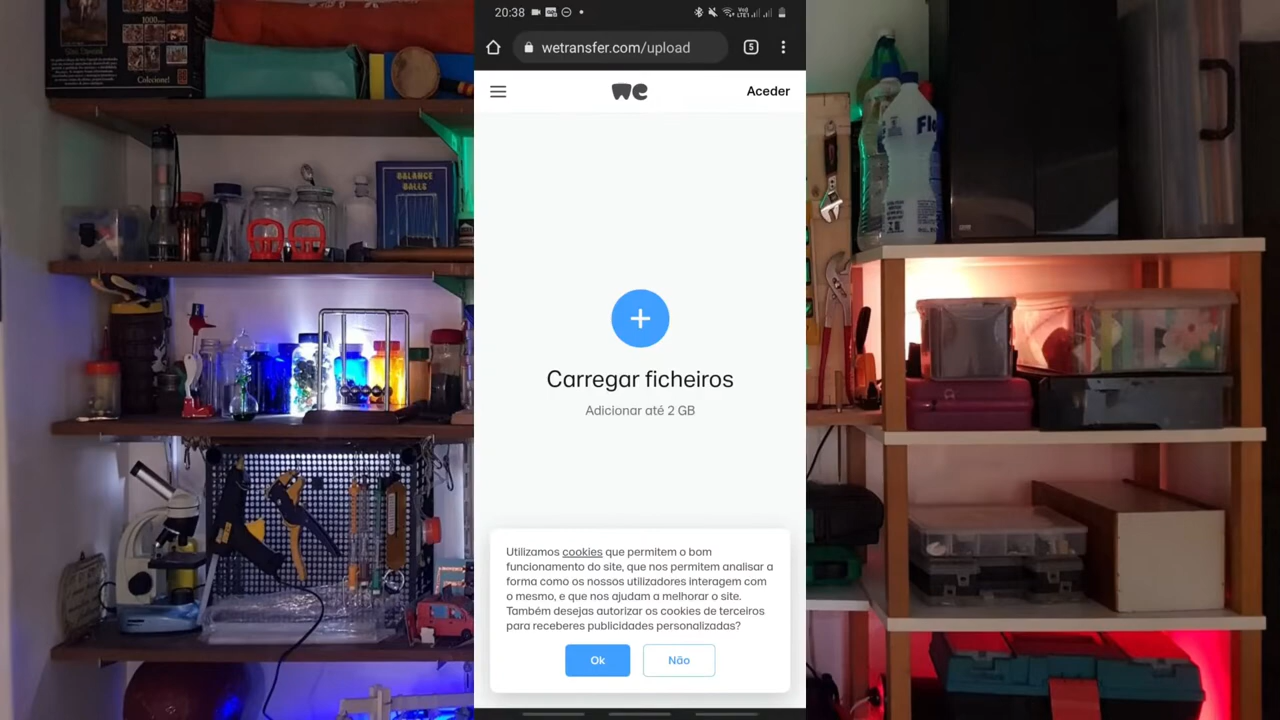 1000
Colecione!
BALANCE
BALLS
20:38
wetransfer.com/upload
5
we
Aceder
+
Carregar ficheiros
Adicionar até 2 GB
Utilizamos cookies que permitem o bom
funcionamento do site, que nos permitem analisar a
forma como os nossos utilizadores interagem com
o mesmo, e que nos ajudam a melhorar o site.
Também desejas autorizar os cookies de terceiros
para receberes publicidades personalizadas?
Ok
Não